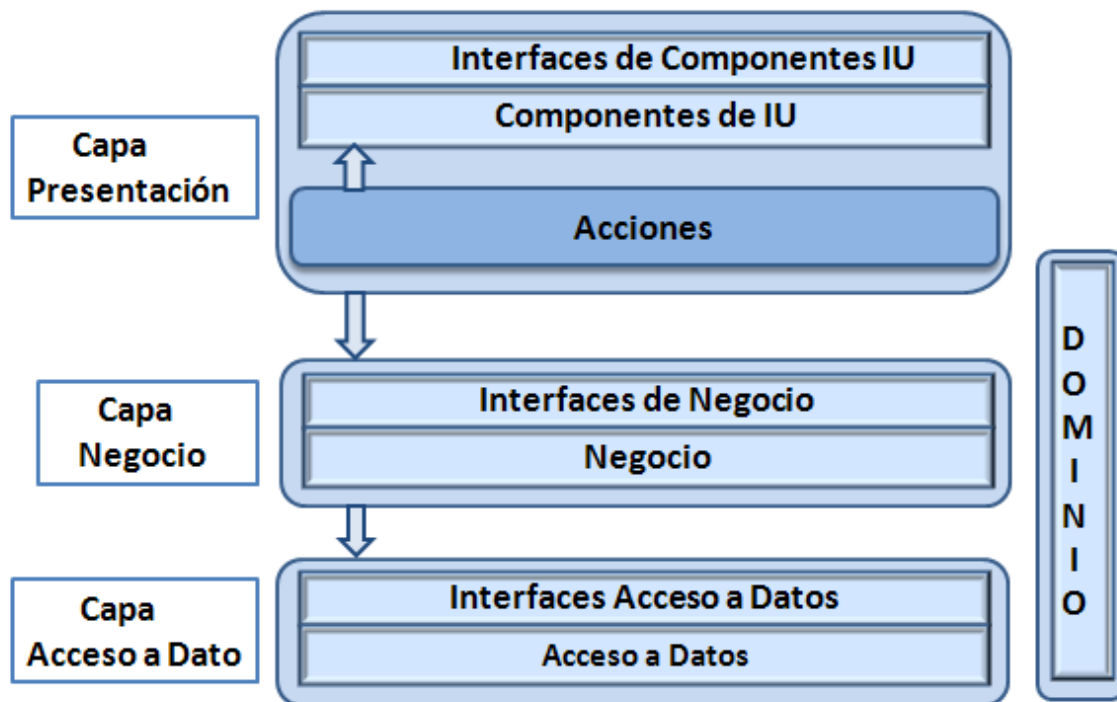 Interfaces de Componentes IU
Componentes de IU
Capa
Presentación
Acciones
Interfaces de Negocio
Negocio
Capa
Negocio
Interfaces Acceso a Datos
Acceso a Datos
Capa
Acceso a Dato
D
O
M
I
N
I
O